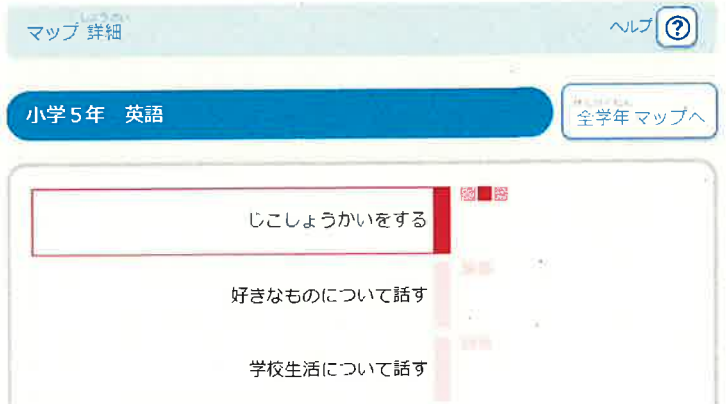 マップ 詳細
ヘルプ ?
小学5年 英語
全学年 マップへ
じこしょうかいをする
好きなものについて話す
学校生活について話す